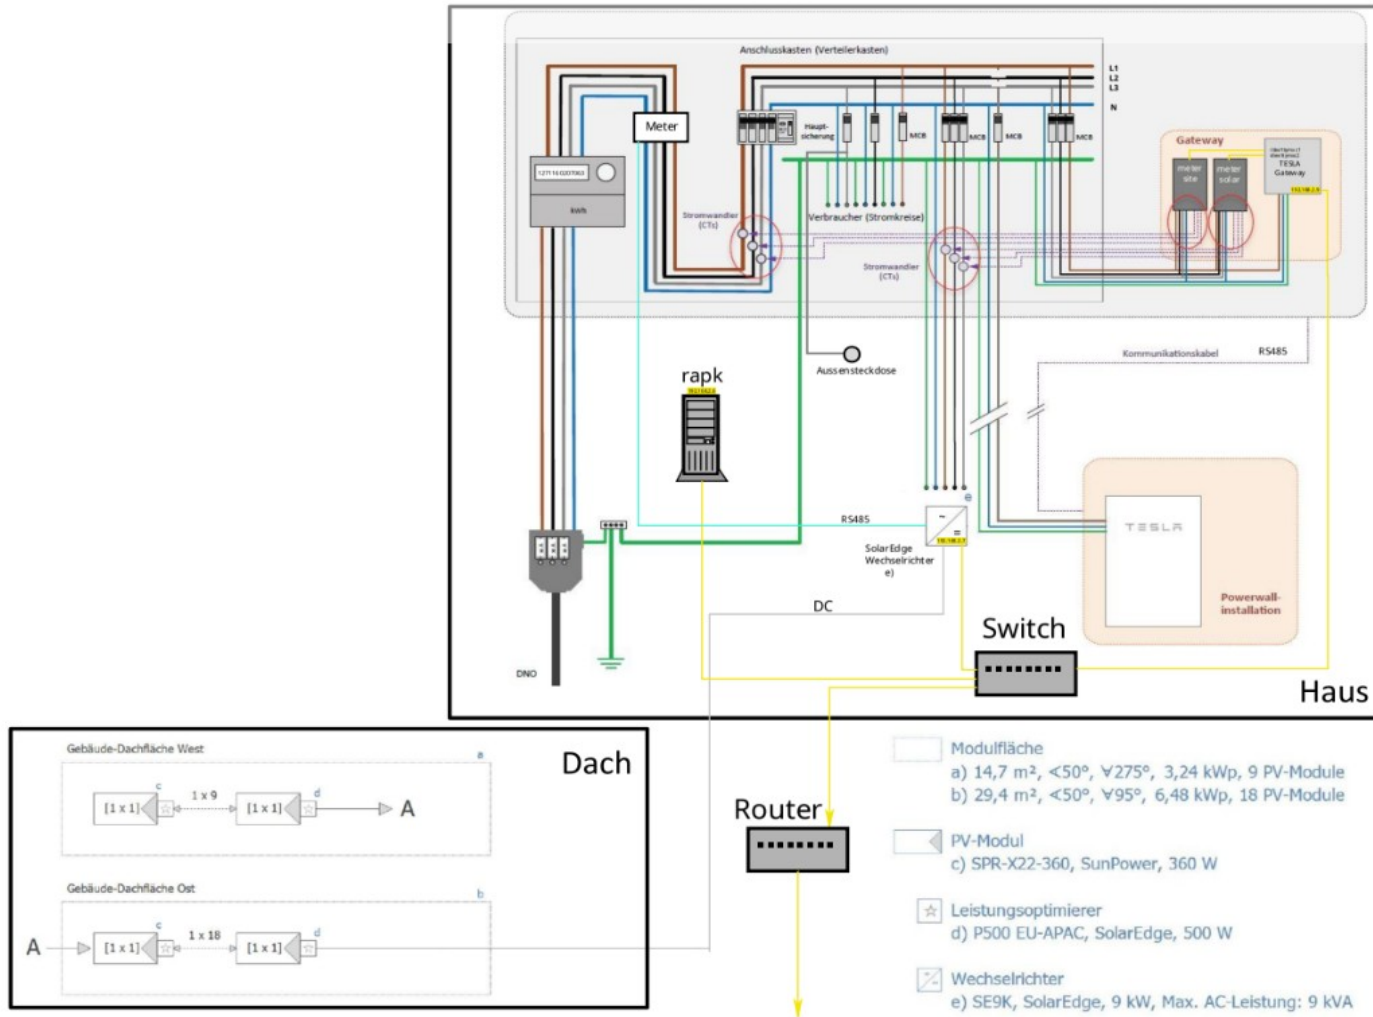 Anschlusskasten (Verteilerkasten)
L1
L2
L3
N
Meter
Haupt-
sicherung
MCB
MCB
MCB
MCB
Gateway
meter
site
meter
solar
TESLA
Gateway
kWh
Stromwandler
(CTs)
Verbraucher (Stromkreise)
Stromwandler
(CTs)
Kommunikationskabel
RS485
Aussensteckdose
rapk
e
RS485
SolarEdge
Wechselrichter
e)
TESLA
Powerwall-
installation
DC
Switch
DNO
Haus
Dach
Gebäude-Dachfläche West
a
c
d
[1 x 1]
1 x 9
[1 x 1]
A
Gebäude-Dachfläche Ost
b
c
d
A
[1 x 1]
1 x 18
[1 x 1]
Router
Modulfläche
a) 14,7 m², ∢50°, ∀275°, 3,24 kWp, 9 PV-Module
b) 29,4 m², ∢50°, ∀95°, 6,48 kWp, 18 PV-Module
PV-Modul
c) SPR-X22-360, SunPower, 360 W
Leistungsoptimierer
d) P500 EU-APAC, SolarEdge, 500 W
Wechselrichter
e) SE9K, SolarEdge, 9 kW, Max. AC-Leistung: 9 kVA